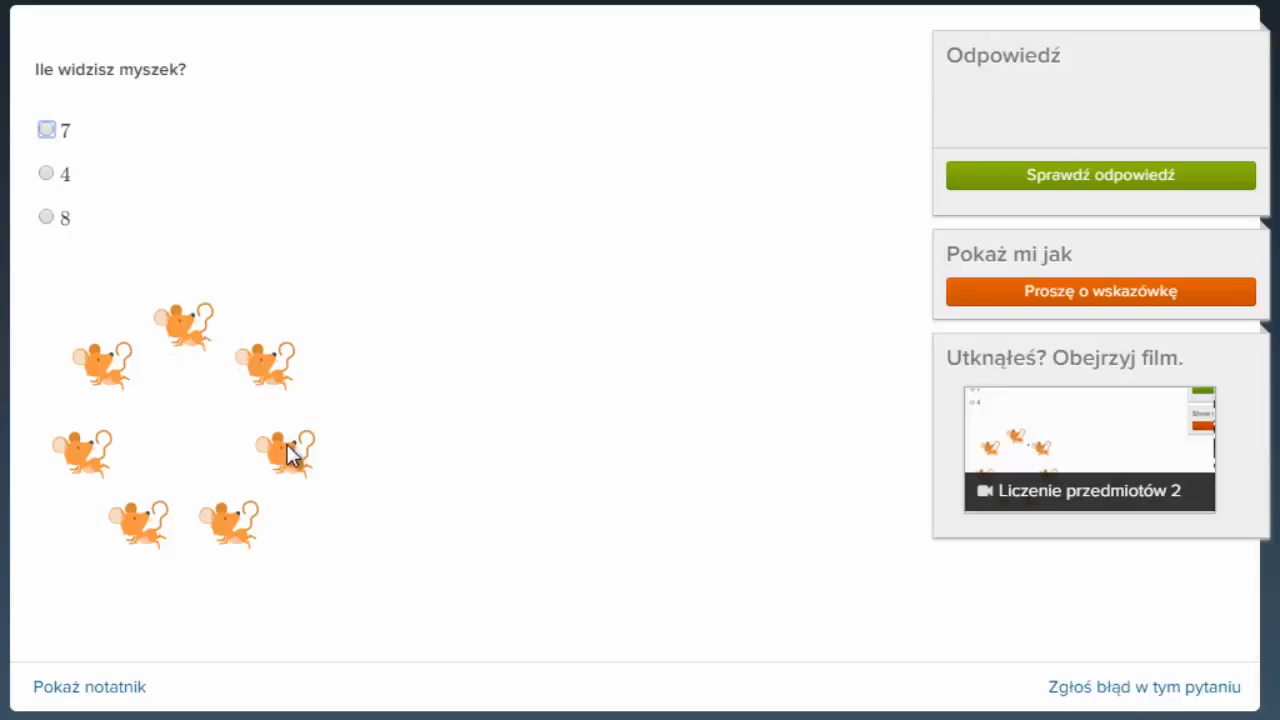 Ile widzisz myszek?
7
4
8
Odpowiedź
Sprawdź odpowiedź
Pokaż mi jak
Proszę o wskazówkę
Utknąłeś? Obejrzyj film.
4
Liczenie przedmiotów 2
Pokaż notatnik
Zgłoś błąd w tym pytaniu